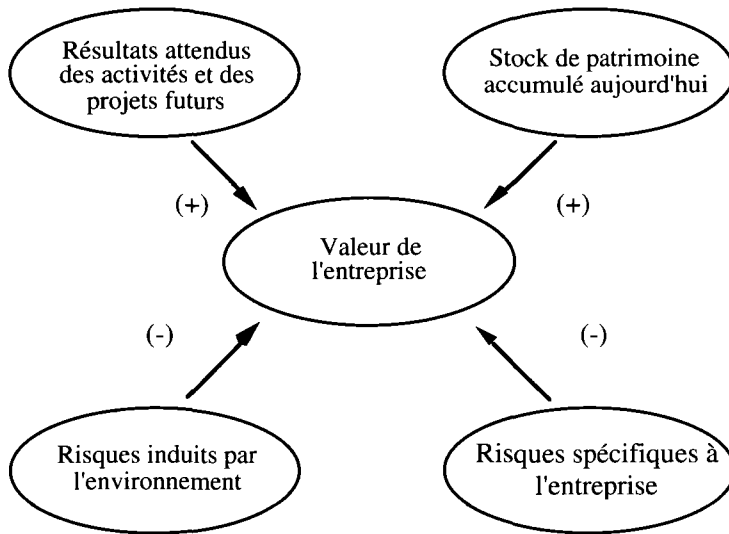 Résultats attendus
des activités et des
projets futurs
Stock de patrimoine
accumulé aujourd'hui
(+)
(+)
Valeur de
l'entreprise
(-)
(-)
Risques induits par
l'environnement
Risques spécifiques à
l'entreprise